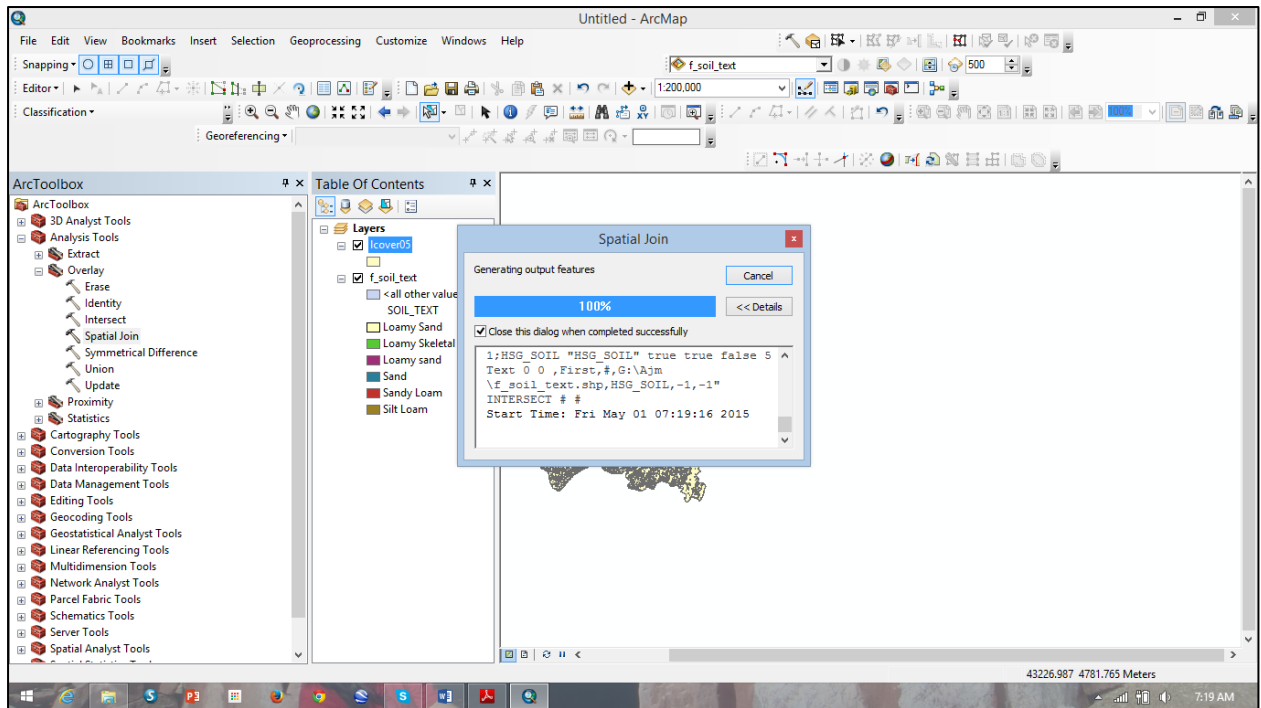 Untitled - ArcMap
File Edit View Bookmarks Insert Selection Geoprocessing Customize Windows Help
Snapping
f_soil_text
500
Editor
1:200,000
Classification
100%
Georeferencing
ArcToolbox
ArcToolbox
3D Analyst Tools
Analysis Tools
Extract
Overlay
Erase
Identity
Intersect
Spatial Join
Symmetrical Difference
Union
Update
Proximity
Statistics
Cartography Tools
Conversion Tools
Data Interoperability Tools
Data Management Tools
Editing Tools
Geocoding Tools
Geostatistical Analyst Tools
Linear Referencing Tools
Multidimension Tools
Network Analyst Tools
Parcel Fabric Tools
Schematics Tools
Server Tools
Spatial Analyst Tools
Table Of Contents
Layers
lcover05
f_soil_text
<all other value
SOIL_TEXT
Loamy Sand
Loamy Skeletal
Loamy sand
Sand
Sandy Loam
Silt Loam
Spatial Join
Generating output features
Cancel
100%
<< Details
Close this dialog when completed successfully
1;HSG_SOIL "HSG_SOIL" true true false 5
Text 0 0 ,First,#,G:\Ajm
\f_soil_text.shp,HSG_SOIL,-1,-1"
INTERSECT # #
Start Time: Fri May 01 07:19:16 2015
43226.987 4781.765 Meters
7:19 AM